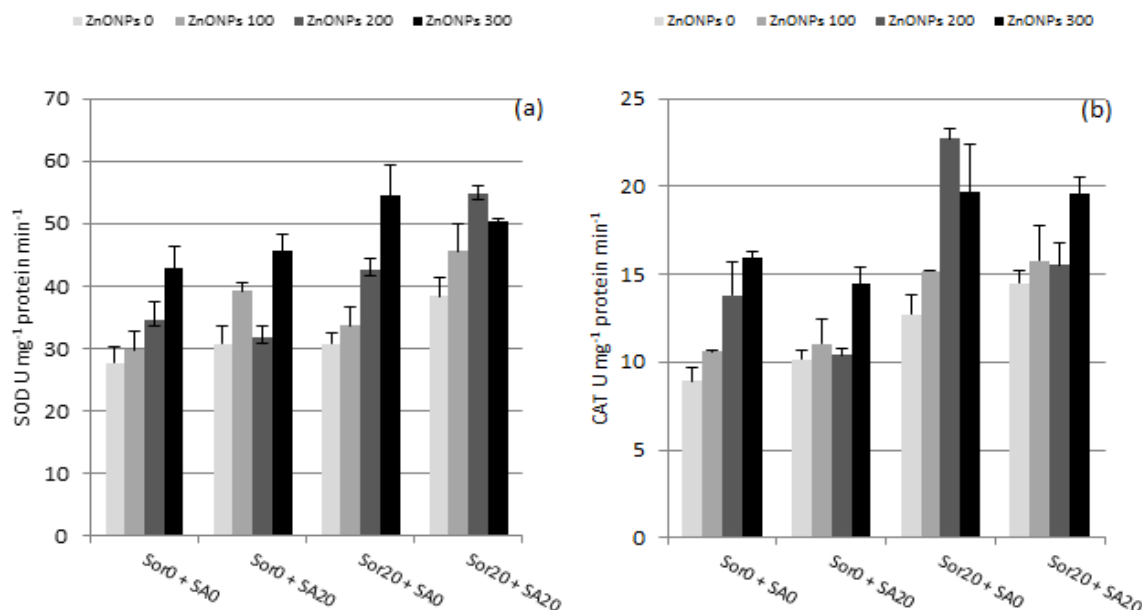 ZnONPs 0 ZnONPs 100 ZnONPs 200 ZnONPs 300
(a)
SOD U mg⁻¹ protein min⁻¹
70
60
50
40
30
20
10
0
Sor0 + SA0
Sor0 + SA20
Sor20 + SA0
Sor20 + SA20
ZnONPs 0 ZnONPs 100 ZnONPs 200 ZnONPs 300
(b)
CAT U mg⁻¹ protein min⁻¹
25
20
15
10
5
0
Sor0 + SA0
Sor0 + SA20
Sor20 + SA0
Sor20 + SA20